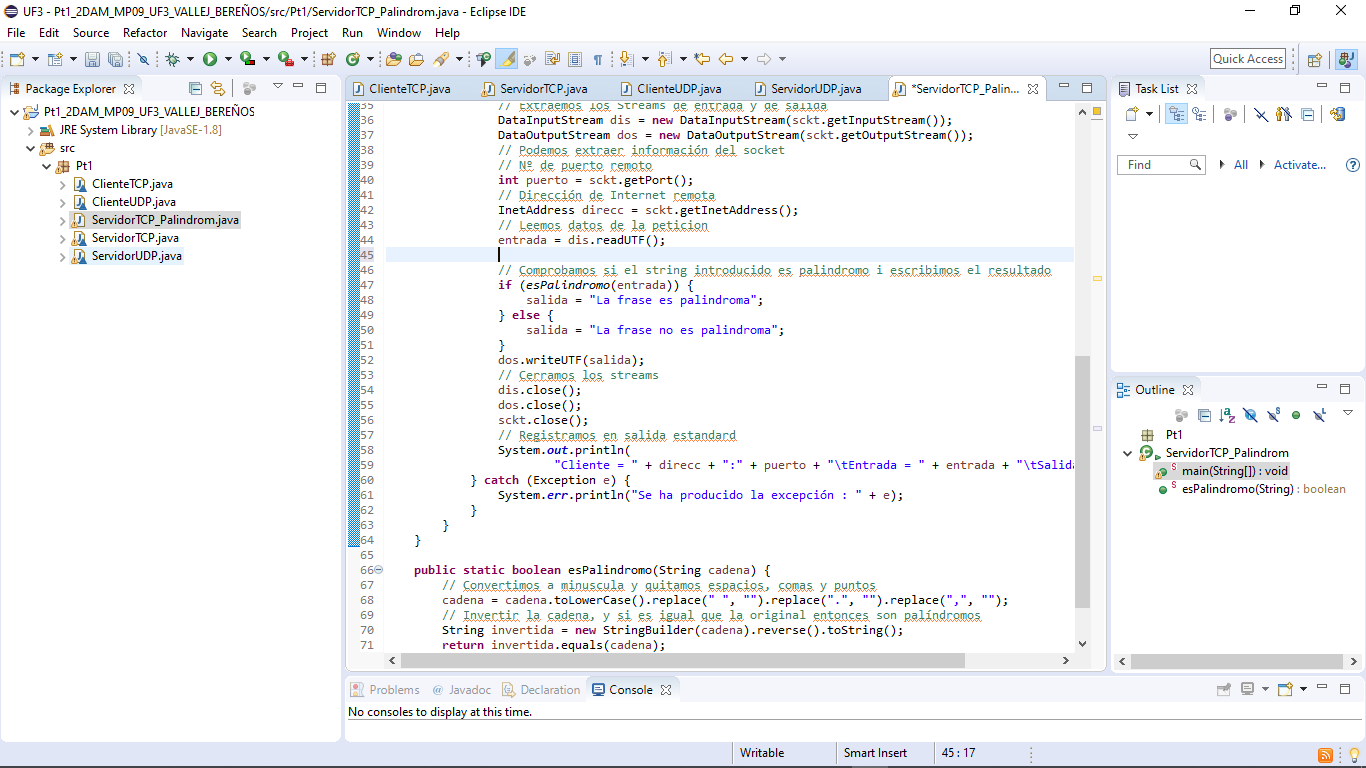 UF3 - Pt1_2DAM_MP09_UF3_VALLEJ_BEREÑOS/src/Pt1/ServidorTCP_Palindrom.java - Eclipse IDE
File Edit Source Refactor Navigate Search Project Run Window Help
Quick Access
Package Explorer
Pt1_2DAM_MP09_UF3_VALLEJ_BEREÑOS
JRE System Library [JavaSE-1.8]
src
Pt1
ClienteTCP.java
ClienteUDP.java
ServidorTCP_Palindrom.java
ServidorTCP.java
ServidorUDP.java
ClienteTCP.java ServidorTCP.java ClienteUDP.java ServidorUDP.java *ServidorTCP_Palin...
35 // Extraemos los Streams de entrada y de salida
36 DataInputStream dis = new DataInputStream(sckt.getInputStream());
37 DataOutputStream dos = new DataOutputStream(sckt.getOutputStream());
38 // Podemos extraer información del socket
39 // Nº de puerto remoto
40 int puerto = sckt.getPort();
41 // Dirección de Internet remota
42 InetAddress direcc = sckt.getInetAddress();
43 // Leemos datos de la peticion
44 entrada = dis.readUTF();
45
46 // Comprobamos si el string introducido es palindromo i escribimos el resultado
47 if (esPalindromo(entrada)) {
48 salida = "La frase es palindroma";
49 } else {
50 salida = "La frase no es palindroma";
51 }
52 dos.writeUTF(salida);
53 // Cerramos los streams
54 dis.close();
55 dos.close();
56 sckt.close();
57 // Registramos en salida estandard
58 System.out.println(
59 "Cliente = " + direcc + ":" + puerto + "\tEntrada = " + entrada + "\tSalida
60 } catch (Exception e) {
61 System.err.println("Se ha producido la excepción : " + e);
62 }
63 }
64 }
65
66 public static boolean esPalindromo(String cadena) {
67 // Convertimos a minuscula y quitamos espacios, comas y puntos
68 cadena = cadena.toLowerCase().replace(" ", "").replace(".", "").replace(",", "");
69 // Invertir la cadena, y si es igual que la original entonces son palíndromos
70 String invertida = new StringBuilder(cadena).reverse().toString();
71 return invertida.equals(cadena);
Task List
Find All Activate...
Outline
Pt1
ServidorTCP_Palindrom
main(String[]) : void
esPalindromo(String) : boolean
Problems Javadoc Declaration Console
No consoles to display at this time.
Writable Smart Insert 45 : 17